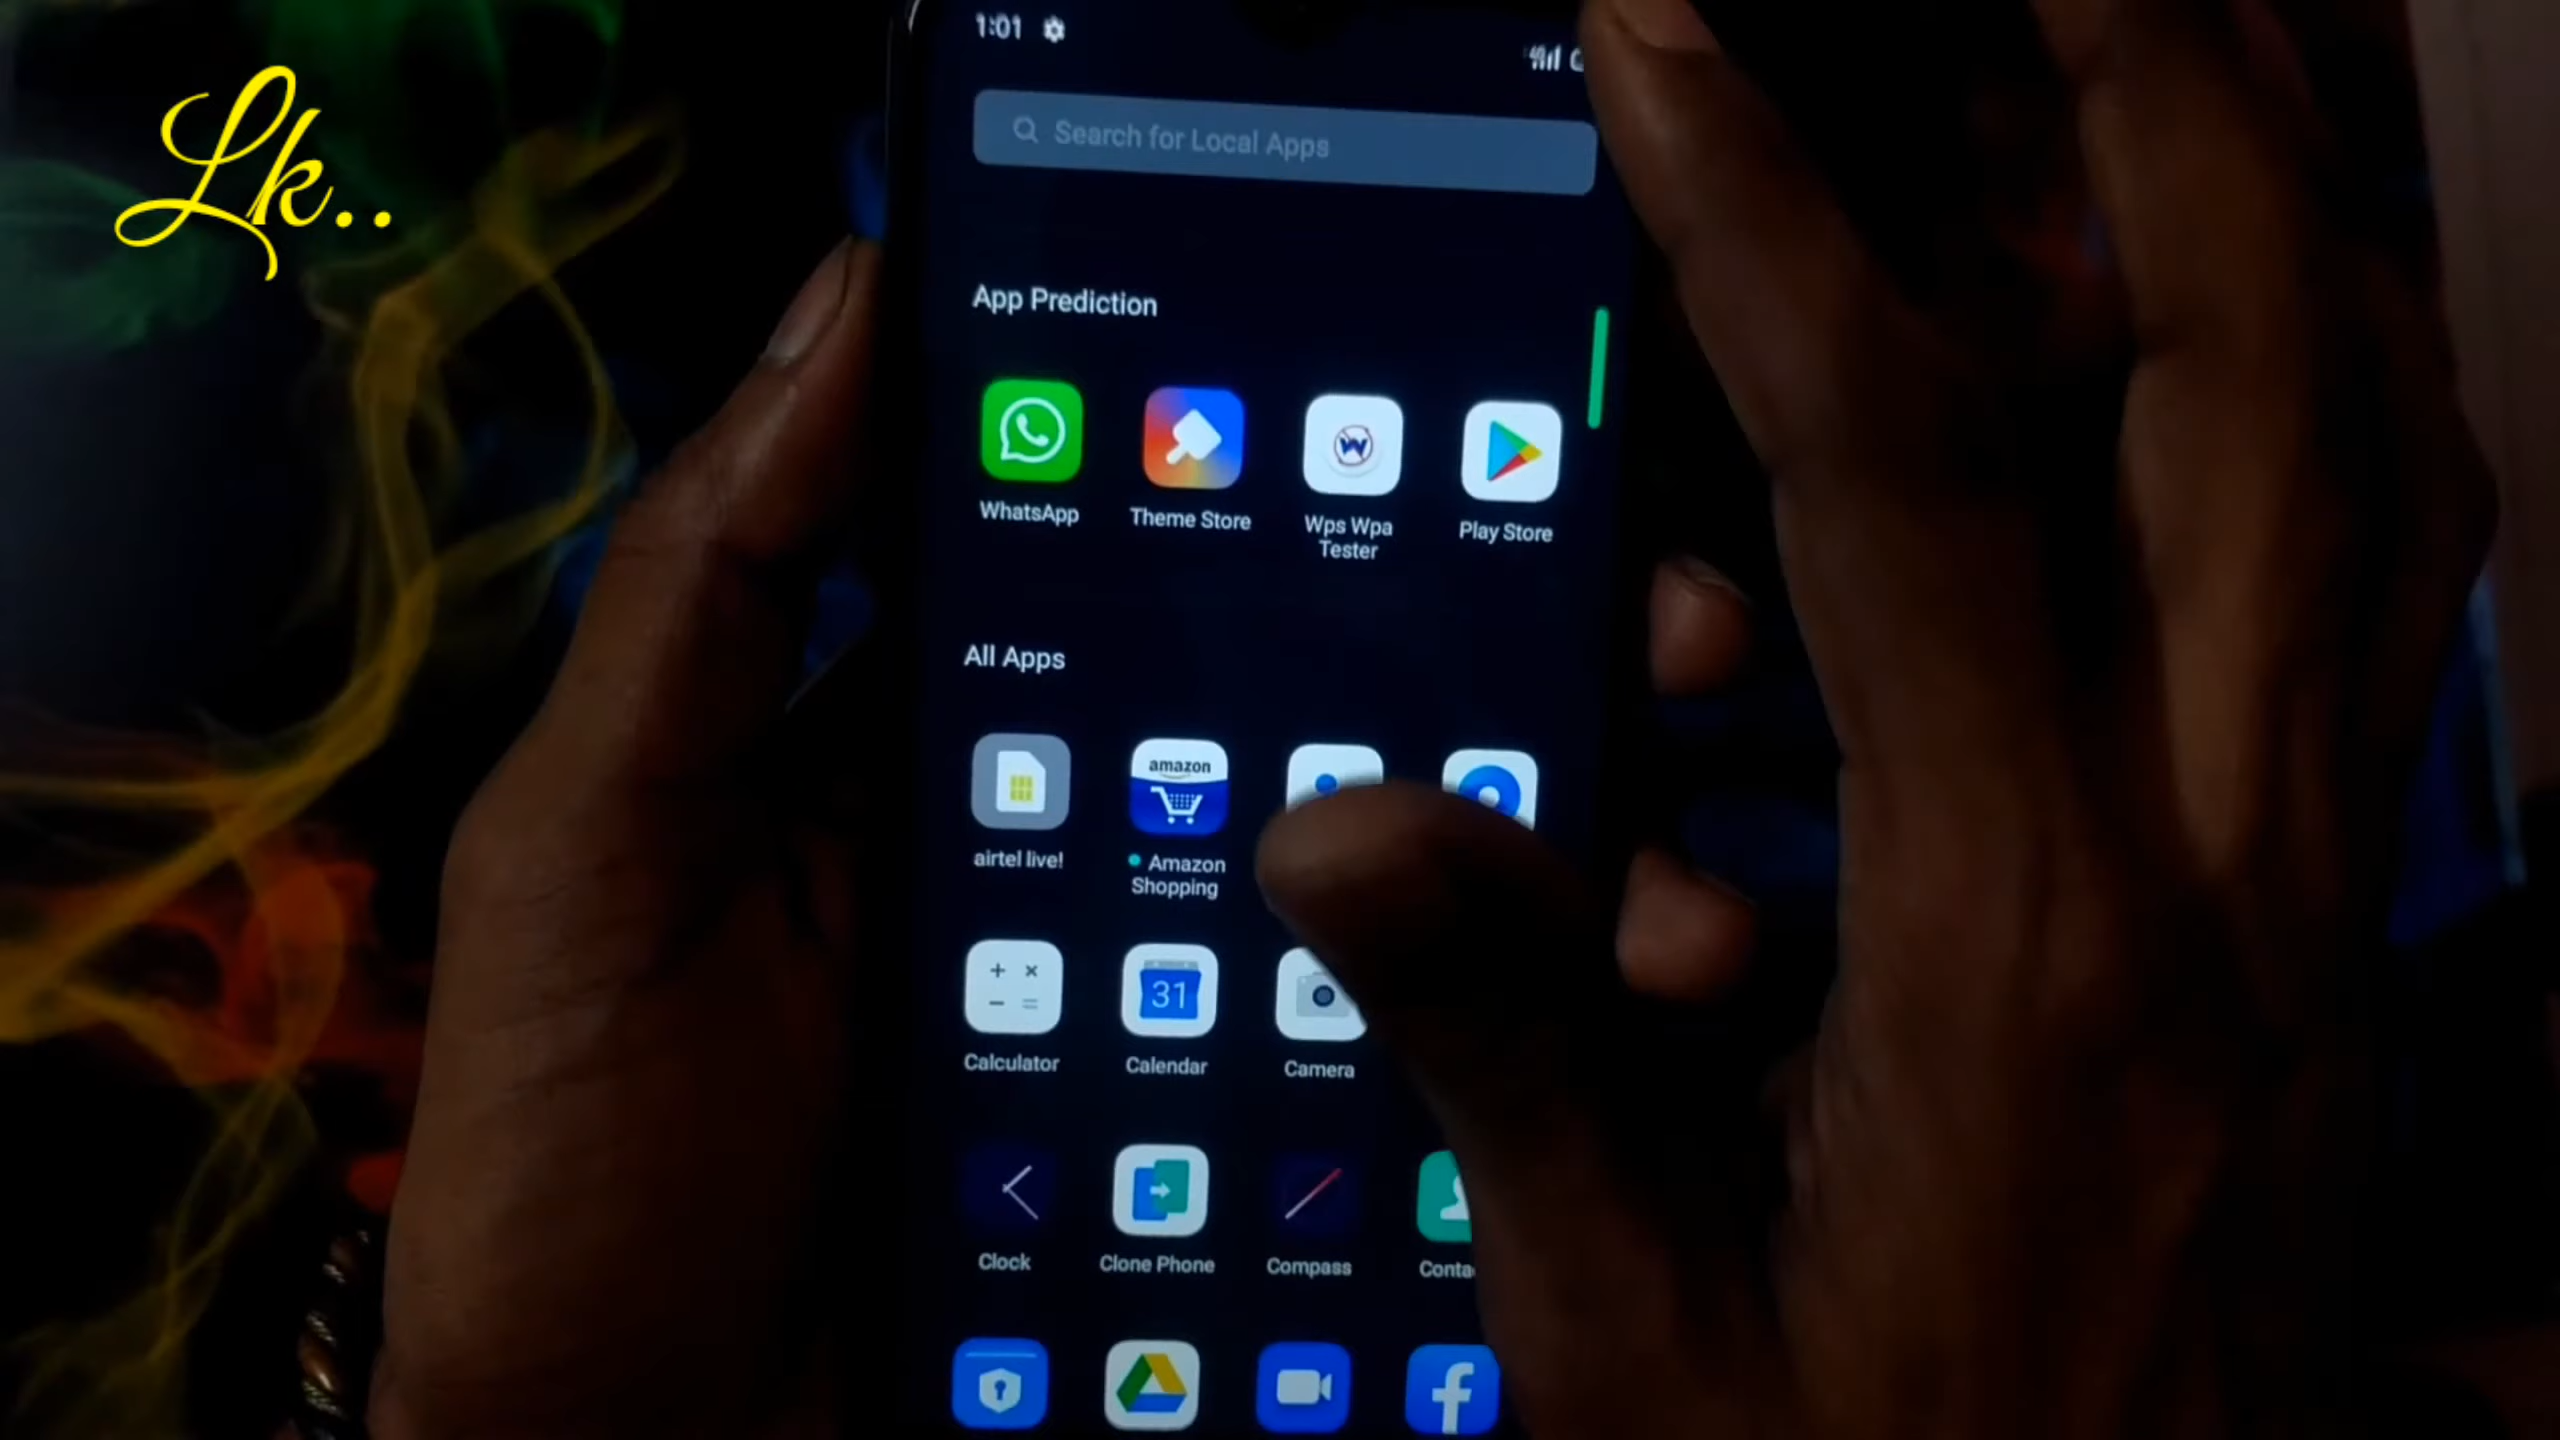 Lk..
1:01
Search for Local Apps
App Prediction
WhatsApp
Theme Store
Wps Wpa
Tester
Play Store
All Apps
amazon
airtel live!
Amazon
Shopping
31
Calculator
Calendar
Camera
Clock
Clone Phone
Compass
Conta